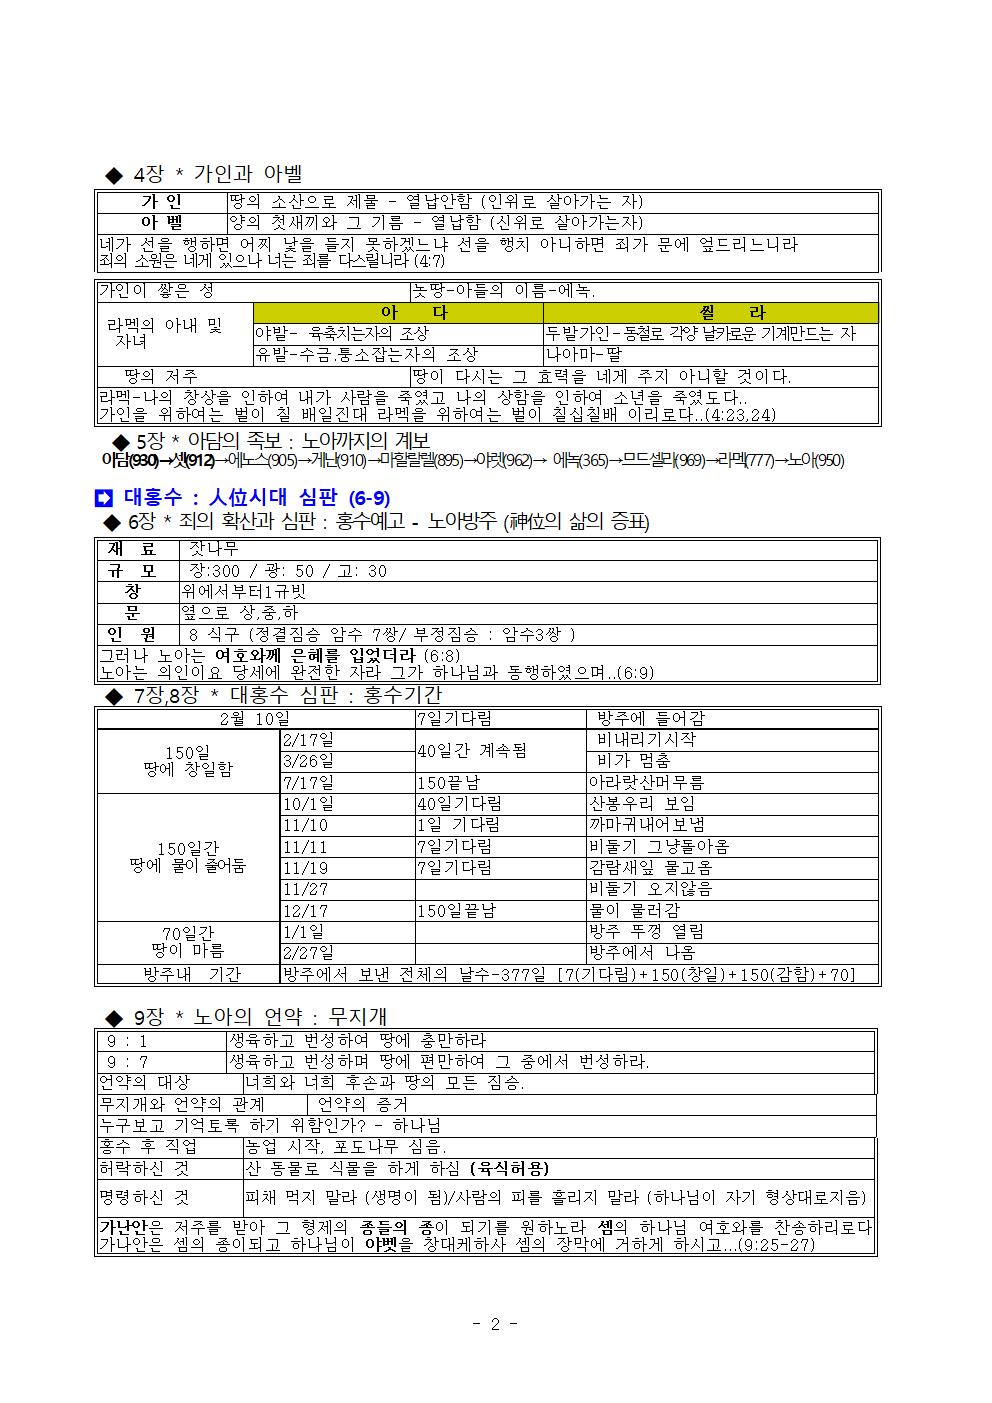 ◆ 4장 * 가인과 아벨
가 인 땅의 소산으로 제물 - 열납안함 (인위로 살아가는 자)
아 벨 양의 첫새끼와 그 기름 - 열납함 (신위로 살아가는자)
네가 선을 행하면 어찌 낯을 들지 못하겠느냐 선을 행치 아니하면 죄가 문에 엎드리느니라
죄의 소원은 네게 있으나 너는 죄를 다스릴니라 (4:7)
가인이 쌓은 성 놋땅-아들의 이름-에녹.
라멕의 아내 및 자녀 아 다 씰 라
야발- 육축치는자의 조상 두발가인-동철로 각양 날카로운 기계만드는 자
유발-수금.통소잡는자의 조상 나아마-딸
땅의 저주 땅이 다시는 그 효력을 네게 주지 아니할 것이다.
라멕-나의 창상을 인하여 내가 사람을 죽였고 나의 상함을 인하여 소년을 죽였도다..
가인을 위하여는 벌이 칠 배일진대 라멕을 위하여는 벌이 칠십칠배 이리로다..(4:23,24)
◆ 5장 * 아담의 족보 : 노아까지의 계보
아담(930)→셋(912)→에노스(905)→게난(910)→마할랄렐(895)→야렛(962)→ 에녹(365)→므드셀라(969)→라멕(777)→노아(950)
➡ 대홍수 : 人位시대 심판 (6-9)
◆ 6장 * 죄의 확산과 심판 : 홍수예고 - 노아방주 (神位의 삶의 증표)
재 료 잣나무
규 모 장:300 / 광: 50 / 고: 30
창 위에서부터1규빗
문 옆으로 상,중,하
인 원 8 식구 (정결짐승 암수 7쌍/ 부정짐승 : 암수3쌍 )
그러나 노아는 여호와께 은혜를 입었더라 (6:8)
노아는 의인이요 당세에 완전한 자라 그가 하나님과 동행하였으며..(6:9)
◆ 7장,8장 * 대홍수 심판 : 홍수기간
2월 10일 7일기다림 방주에 들어감
150일 땅에 창일함 2/17일 40일간 계속됨 비내리기시작
3/26일 비가 멈춤
7/17일 150끝남 아라랏산머무름
150일간 땅에 물이 줄어듬 10/1일 40일기다림 산봉우리 보임
11/10 1일 기다림 까마귀내어보냄
11/11 7일기다림 비둘기 그냥돌아옴
11/19 7일기다림 감람새잎 물고옴
11/27 비둘기 오지않음
12/17 150일끝남 물이 물러감
70일간 땅이 마름 1/1일 방주 뚜껑 열림
2/27일 방주에서 나옴
방주내 기간 방주에서 보낸 전체의 날수-377일 [7(기다림)+150(창일)+150(감함)+70]
◆ 9장 * 노아의 언약 : 무지개
9 : 1 생육하고 번성하여 땅에 충만하라
9 : 7 생육하고 번성하며 땅에 편만하여 그 중에서 번성하라.
언약의 대상 너희와 너희 후손과 땅의 모든 짐승.
무지개와 언약의 관계 언약의 증거
누구보고 기억토록 하기 위함인가? - 하나님
홍수 후 직업 농업 시작, 포도나무 심음.
허락하신 것 산 동물로 식물을 하게 하심 (육식허용)
명령하신 것 피채 먹지 말라 (생명이 됨)/사람의 피를 흘리지 말라 (하나님이 자기 형상대로지음)
가난안은 저주를 받아 그 형제의 종들의 종이 되기를 원하노라 셈의 하나님 여호와를 찬송하리로다
가나안은 셈의 종이되고 하나님이 야벳을 창대케하사 셈의 장막에 거하게 하시고...(9:25-27)
- 2 -